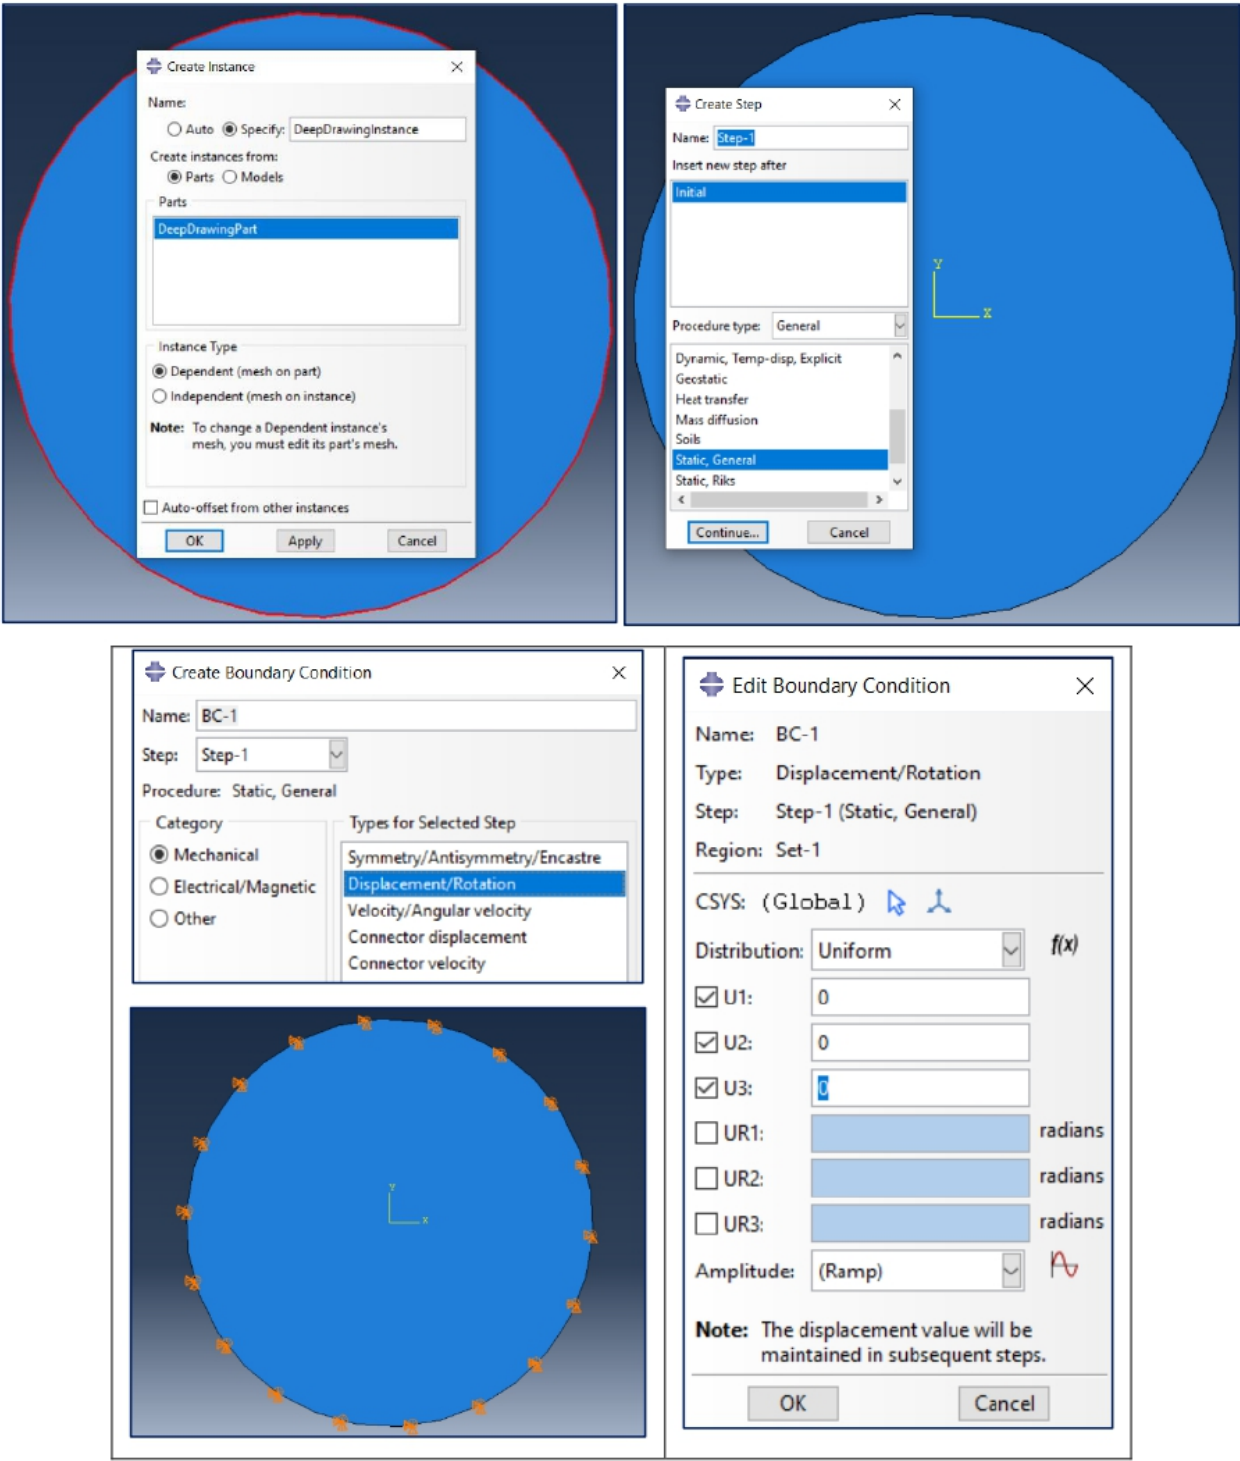 Create Instance
Name:
Auto Specify: DeepDrawingInstance
Create instances from:
Parts Models
Parts
DeepDrawingPart
Instance Type
Dependent (mesh on part)
Independent (mesh on instance)
Note: To change a Dependent instance's
mesh, you must edit its part's mesh.
Auto-offset from other instances
OK Apply Cancel
Create Step
Name: Step-1
Insert new step after
Initial
Procedure type: General
Dynamic, Temp-disp, Explicit
Geostatic
Heat transfer
Mass diffusion
Soils
Static, General
Static, Riks
Continue... Cancel
Y
X
Create Boundary Condition
Name: BC-1
Step: Step-1
Procedure: Static, General
Category
Mechanical
Electrical/Magnetic
Other
Types for Selected Step
Symmetry/Antisymmetry/Encastre
Displacement/Rotation
Velocity/Angular velocity
Connector displacement
Connector velocity
Y
X
Edit Boundary Condition
Name: BC-1
Type: Displacement/Rotation
Step: Step-1 (Static, General)
Region: Set-1
CSYS: (Global)
Distribution: Uniform f(x)
U1: 0
U2: 0
U3: 0
UR1: radians
UR2: radians
UR3: radians
Amplitude: (Ramp)
Note: The displacement value will be
maintained in subsequent steps.
OK Cancel